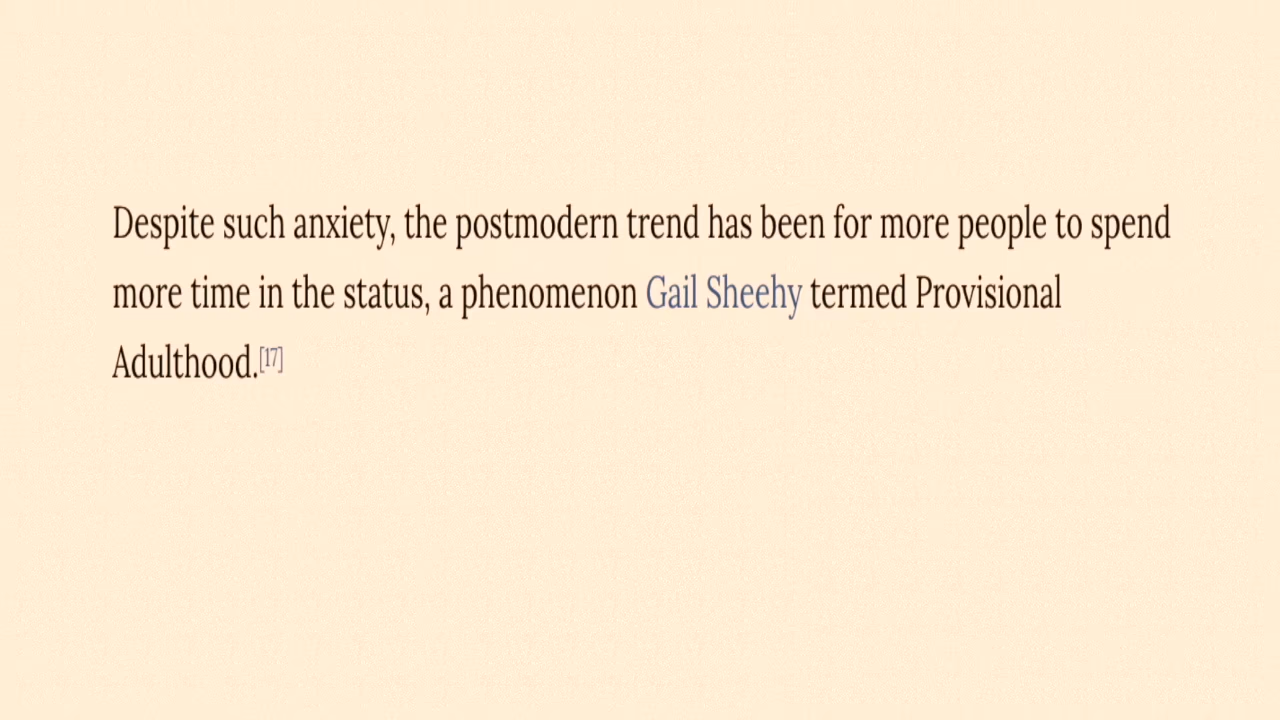 Despite such anxiety, the postmodern trend has been for more people to spend
more time in the status, a phenomenon Gail Sheehy termed Provisional
Adulthood.[17]